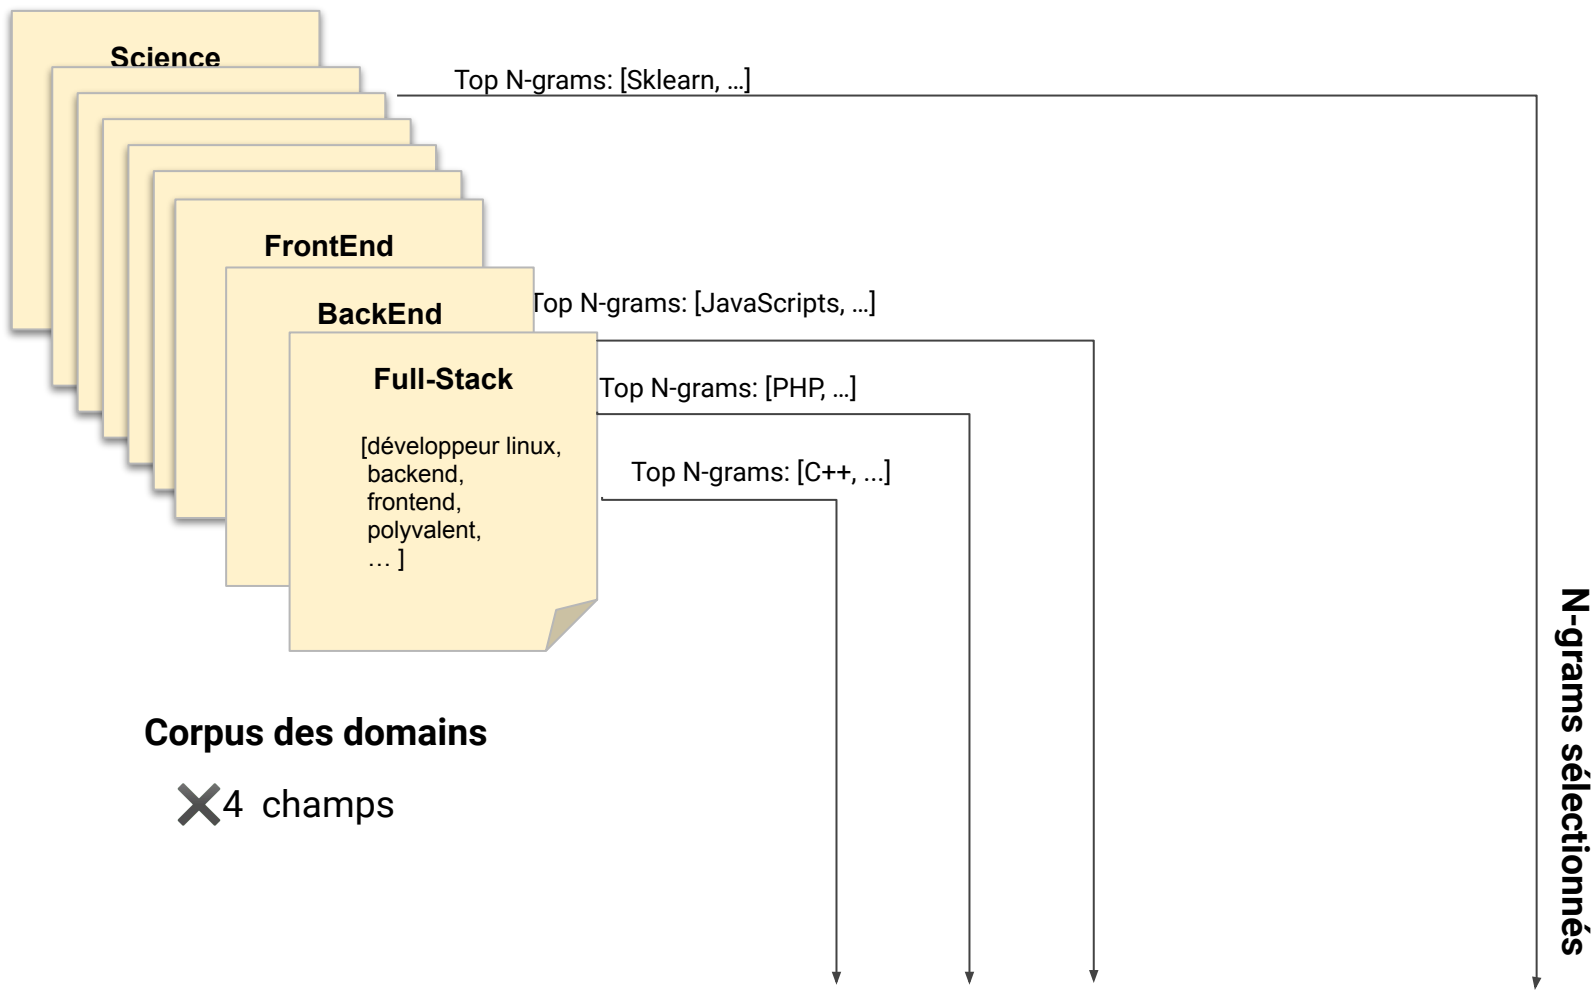 Science
Top N-grams: [Sklearn, ...]
FrontEnd
BackEnd
Top N-grams: [JavaScripts, ...]
Full-Stack
Top N-grams: [PHP, ...]
[développeur linux,
backend,
frontend,
polyvalent,
... ]
Top N-grams: [C++, ...]
Corpus des domains
❌4 champs
N-grams sélectionnés